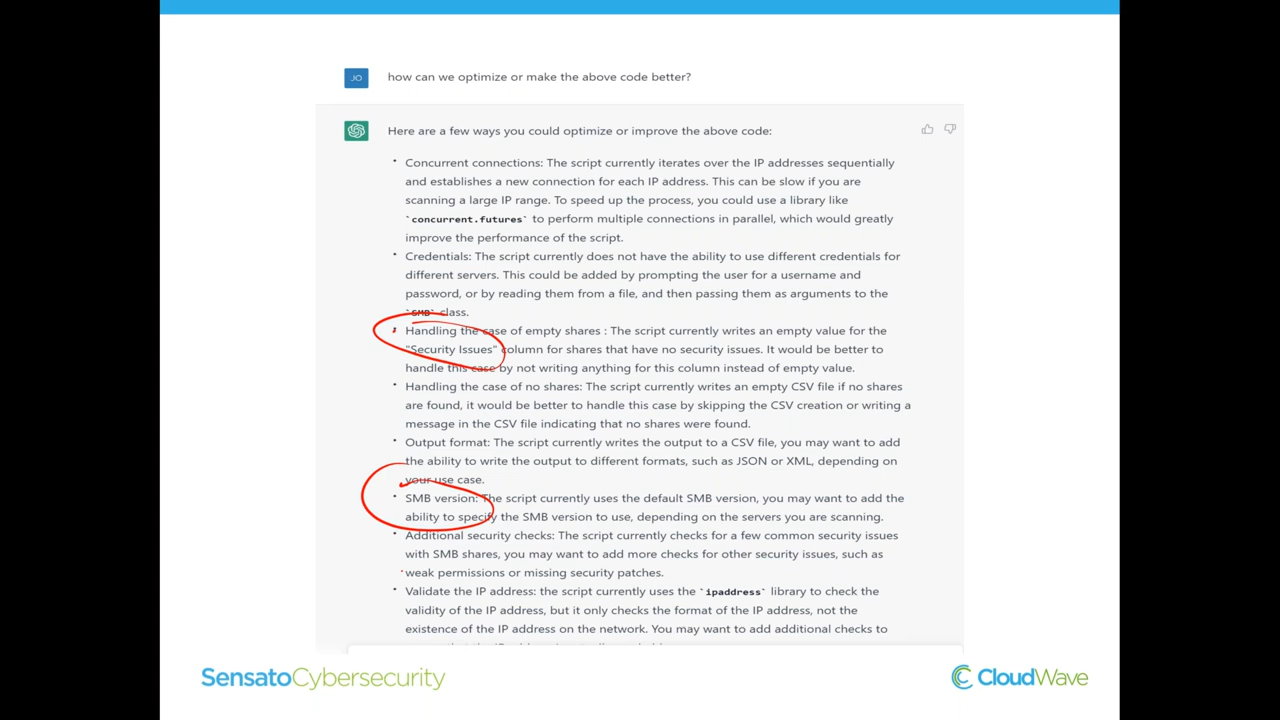 JO
how can we optimize or make the above code better?
Here are a few ways you could optimize or improve the above code:
• Concurrent connections: The script currently iterates over the IP addresses sequentially
and establishes a new connection for each IP address. This can be slow if you are
scanning a large IP range. To speed up the process, you could use a library like
`concurrent.futures` to perform multiple connections in parallel, which would greatly
improve the performance of the script.
• Credentials: The script currently does not have the ability to use different credentials for
different servers. This could be added by prompting the user for a username and
password, or by reading them from a file, and then passing them as arguments to the
`SMB` class.
• Handling the case of empty shares : The script currently writes an empty value for the
"Security Issues" column for shares that have no security issues. It would be better to
handle this case by not writing anything for this column instead of empty value.
• Handling the case of no shares: The script currently writes an empty CSV file if no shares
are found, it would be better to handle this case by skipping the CSV creation or writing a
message in the CSV file indicating that no shares were found.
• Output format: The script currently writes the output to a CSV file, you may want to add
the ability to write the output to different formats, such as JSON or XML, depending on
your use case.
• SMB version: The script currently uses the default SMB version, you may want to add the
ability to specify the SMB version to use, depending on the servers you are scanning.
• Additional security checks: The script currently checks for a few common security issues
with SMB shares, you may want to add more checks for other security issues, such as
weak permissions or missing security patches.
• Validate the IP address: the script currently uses the `ipaddress` library to check the
validity of the IP address, but it only checks the format of the IP address, not the
existence of the IP address on the network. You may want to add additional checks to
SensatoCybersecurity
CloudWave